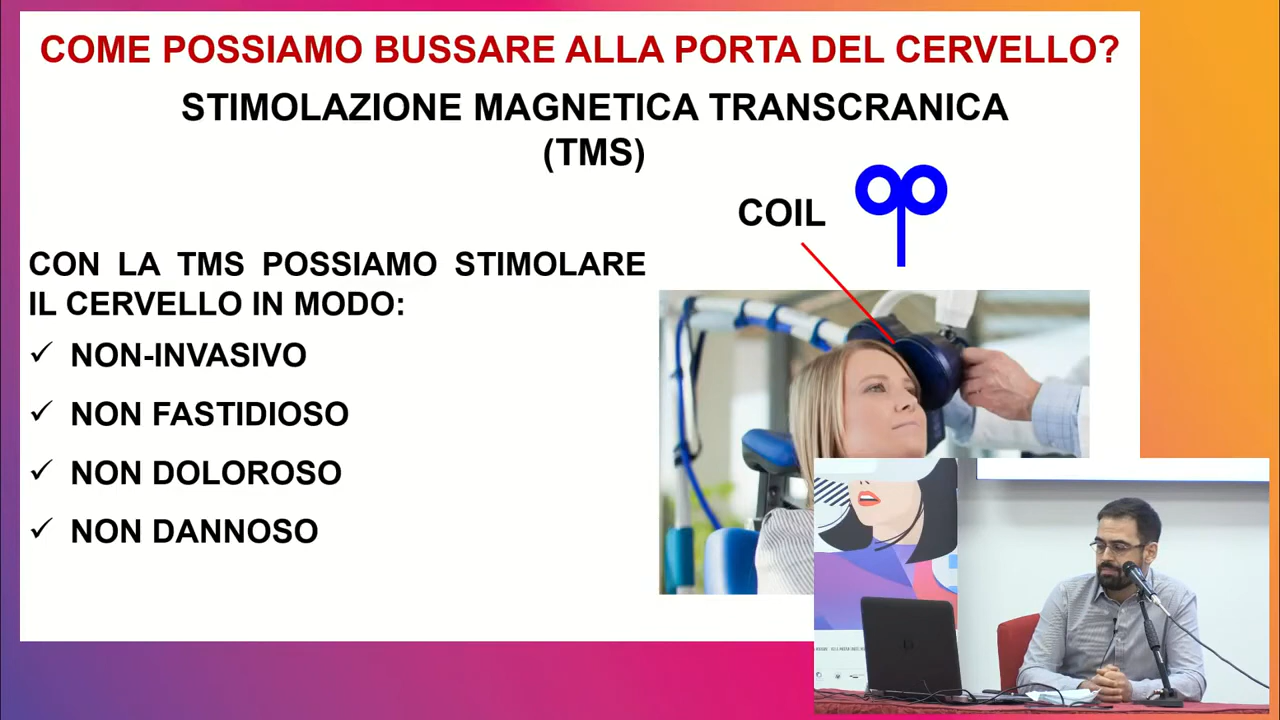 COME POSSIAMO BUSSARE ALLA PORTA DEL CERVELLO?
STIMOLAZIONE MAGNETICA TRANSCRANICA
(TMS)
COIL
CON LA TMS POSSIAMO STIMOLARE
IL CERVELLO IN MODO:
✓ NON-INVASIVO
✓ NON FASTIDIOSO
✓ NON DOLOROSO
✓ NON DANNOSO